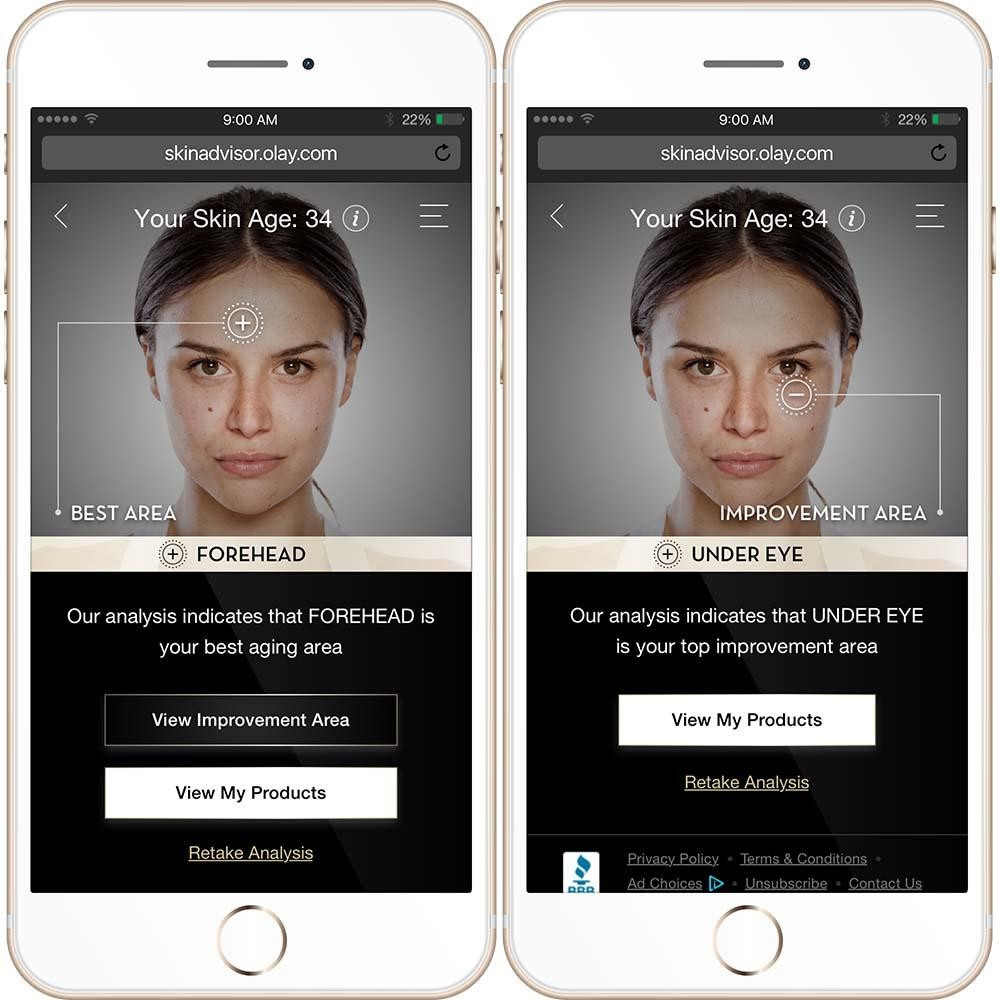 9:00 AM
22%
skinadvisor.olay.com
Your Skin Age: 34 i
BEST AREA
FOREHEAD
Our analysis indicates that FOREHEAD is
your best aging area
View Improvement Area
View My Products
Retake Analysis
9:00 AM
22%
skinadvisor.olay.com
Your Skin Age: 34 i
IMPROVEMENT AREA
UNDER EYE
Our analysis indicates that UNDER EYE
is your top improvement area
View My Products
Retake Analysis
Privacy Policy • Terms & Conditions •
Ad Choices • Unsubscribe • Contact Us
BBB